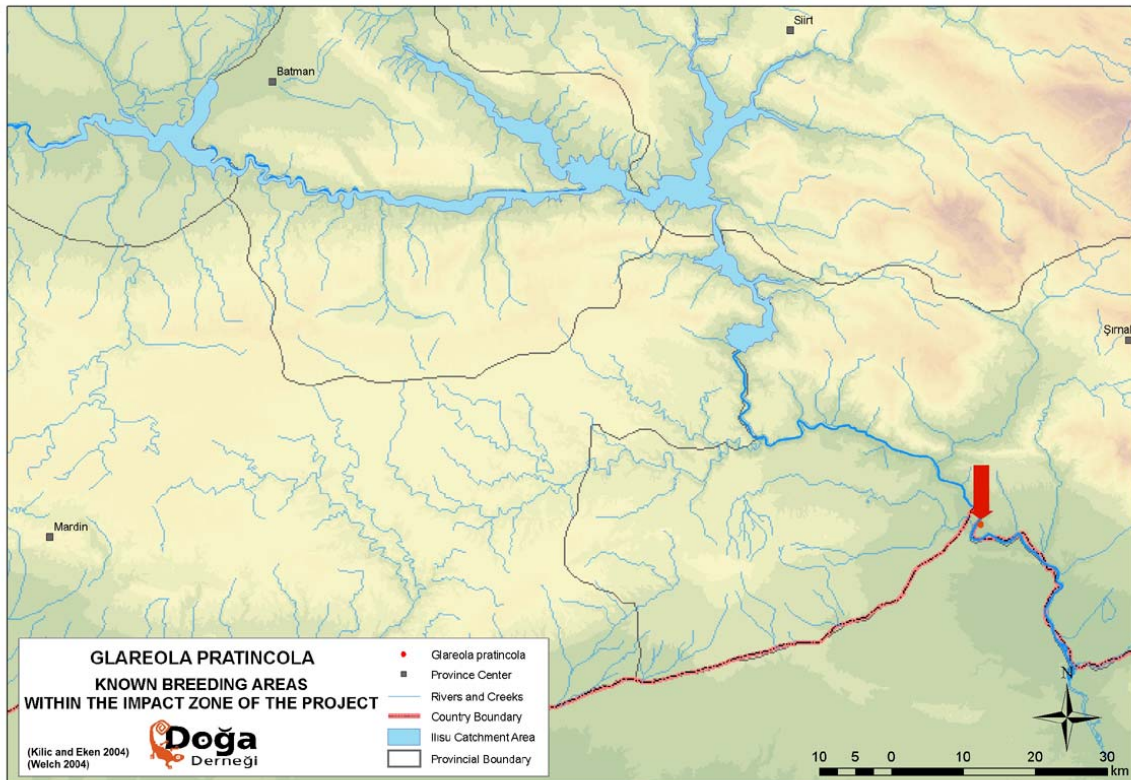 Siirt
Batman
Şırnak
Mardin
GLAREOLA PRATINCOLA
KNOWN BREEDING AREAS
WITHIN THE IMPACT ZONE OF THE PROJECT
(Kilic and Eken 2004)
(Welch 2004)
Doğa
Derneği
Glareola pratincola
Province Center
Rivers and Creeks
Country Boundary
Ilısu Catchment Area
Provincial Boundary
N
10 5 0 10 20 30
km